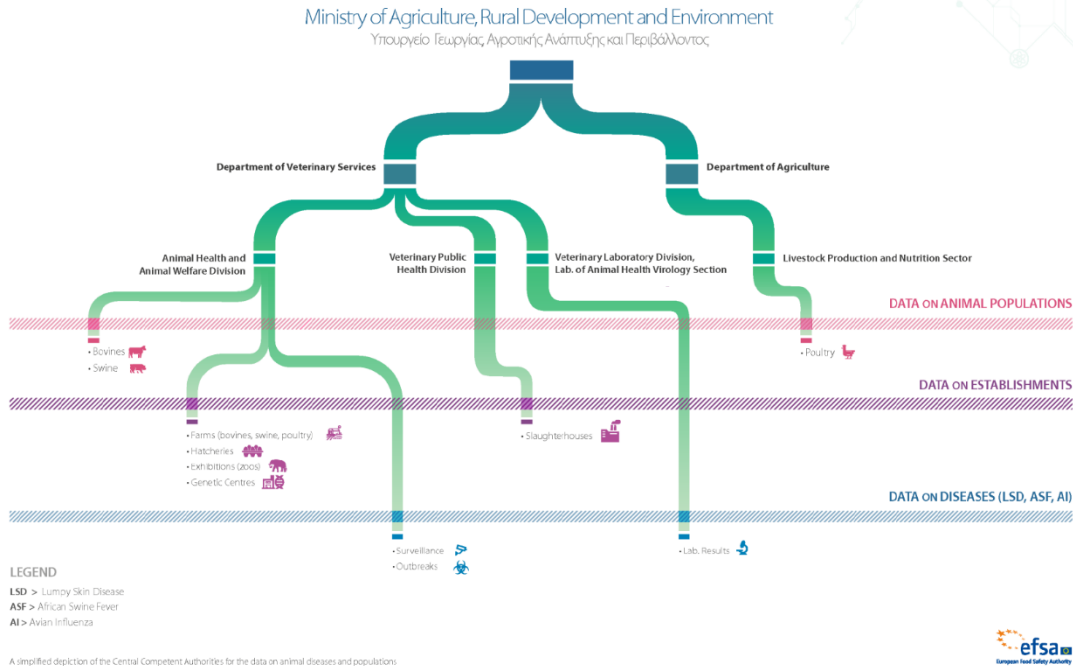 Ministry of Agriculture, Rural Development and Environment
Υπουργείο Γεωργίας, Αγροτικής Ανάπτυξης και Περιβάλλοντος
Department of Veterinary Services
Department of Agriculture
Animal Health and
Animal Welfare Division
Veterinary Public
Health Division
Veterinary Laboratory Division,
Lab. of Animal Health Virology Section
Livestock Production and Nutrition Sector
DATA ON ANIMAL POPULATIONS
• Bovines
• Swine
• Poultry
DATA ON ESTABLISHMENTS
• Farms (bovines, swine, poultry)
• Hatcheries
• Exhibitions (zoos)
• Genetic Centres
• Slaughterhouses
DATA ON DISEASES (LSD, ASF, AI)
• Surveillance
• Outbreaks
• Lab. Results
LEGEND
LSD > Lumpy Skin Disease
ASF > African Swine Fever
AI > Avian Influenza
A simplified depiction of the Central Competent Authorities for the data on animal diseases and populations
efsa
European Food Safety Authority